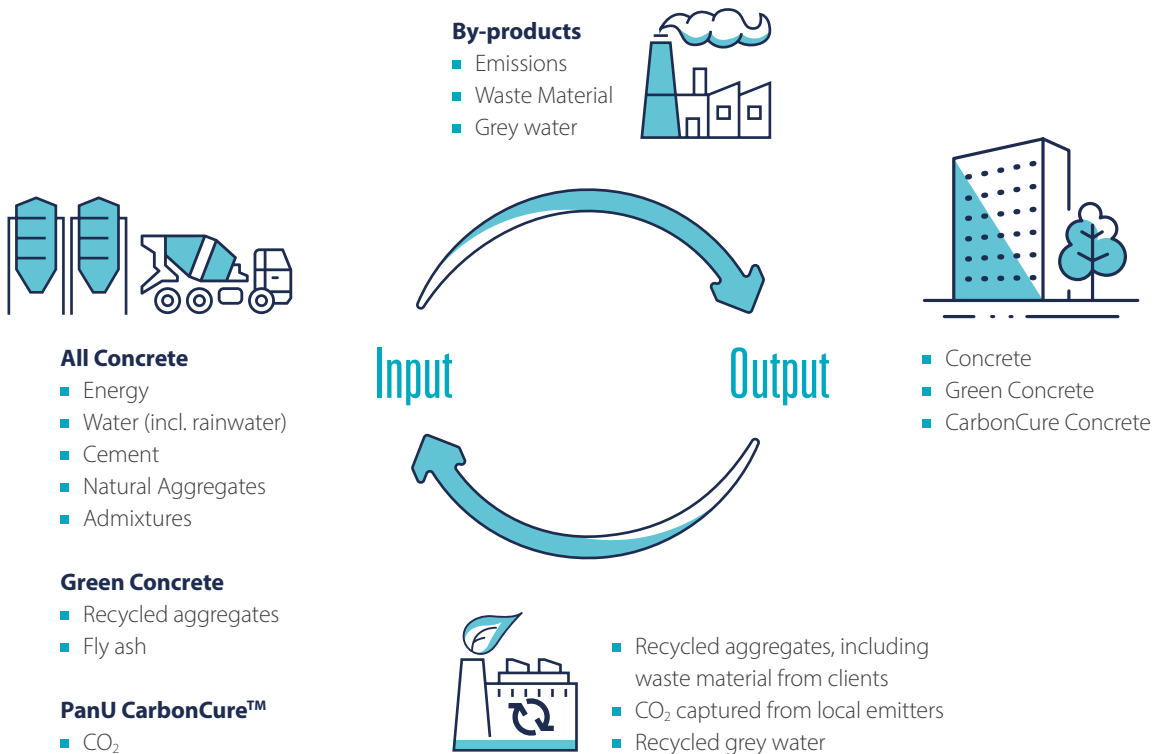 By-products
Emissions
Waste Material
Grey water
All Concrete
Energy
Water (incl. rainwater)
Cement
Natural Aggregates
Admixtures
Green Concrete
Recycled aggregates
Fly ash
PanU CarbonCure™
CO₂
Input
Output
Concrete
Green Concrete
CarbonCure Concrete
Recycled aggregates, including
waste material from clients
CO₂ captured from local emitters
Recycled grey water